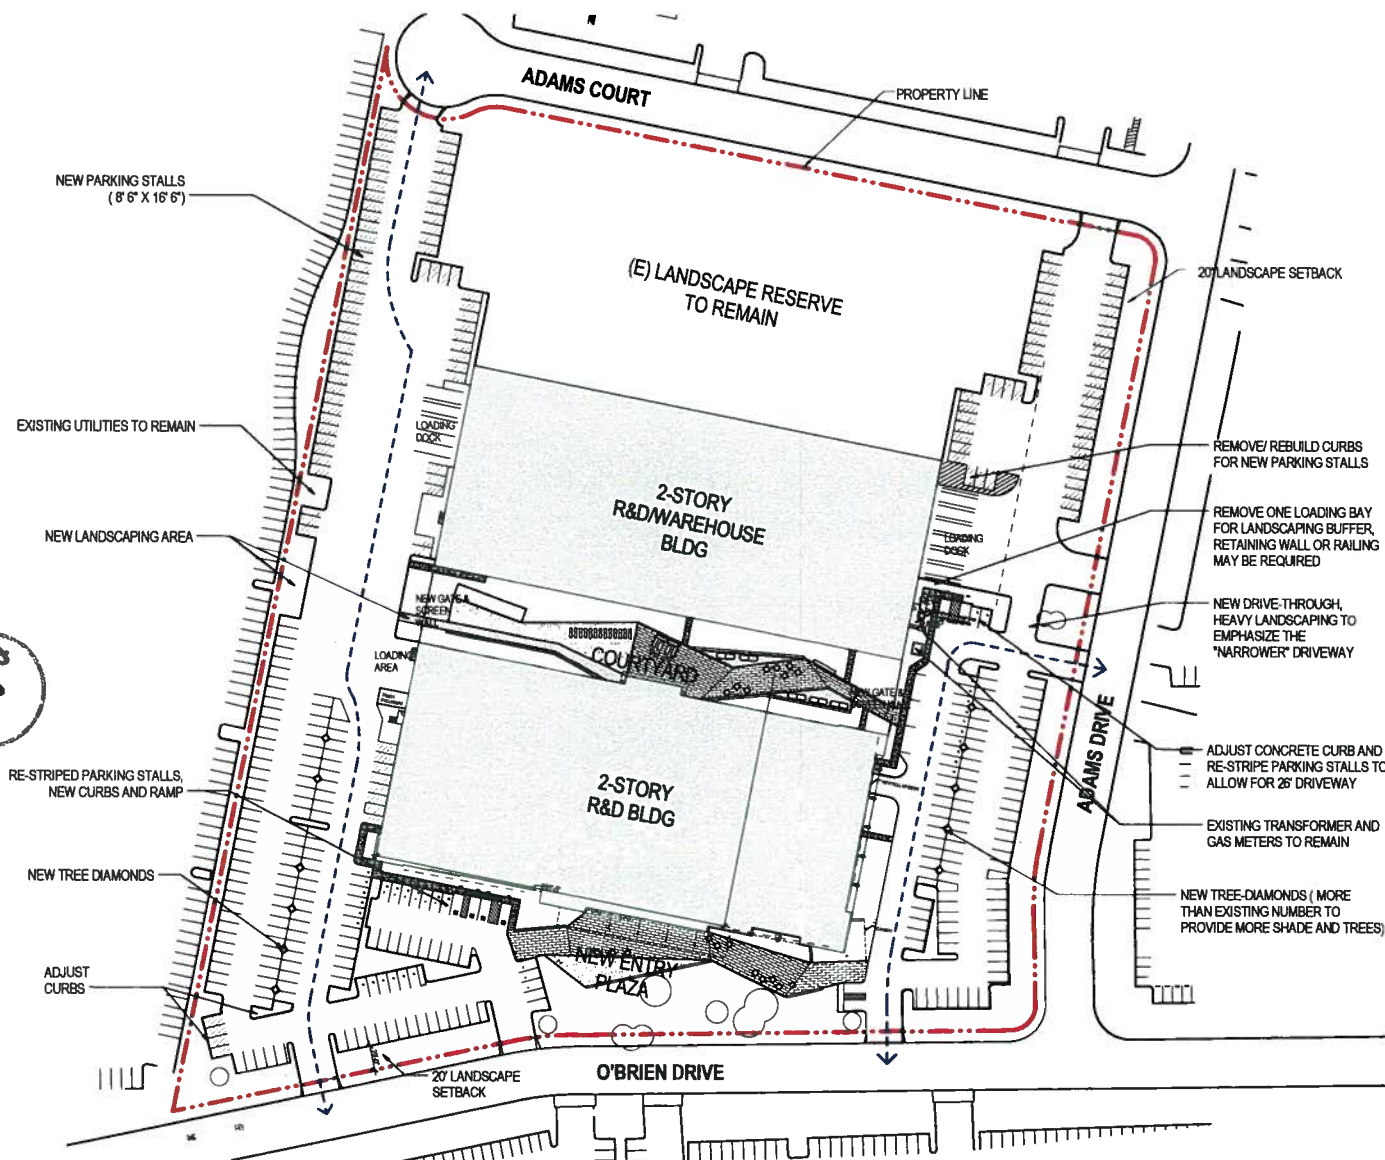 ADAMS COURT
PROPERTY LINE
NEW PARKING STALLS
( 8' 6" X 16' 6")
(E) LANDSCAPE RESERVE
TO REMAIN
20' LANDSCAPE SETBACK
EXISTING UTILITIES TO REMAIN
LOADING
DOCK
REMOVE/ REBUILD CURBS
FOR NEW PARKING STALLS
2-STORY
R&D/WAREHOUSE
BLDG
REMOVE ONE LOADING BAY
FOR LANDSCAPING BUFFER,
RETAINING WALL OR RAILING
MAY BE REQUIRED
NEW LANDSCAPING AREA
LOADING
DOCK
NEW GATE &
SCREEN
NEW DRIVE-THROUGH,
HEAVY LANDSCAPING TO
EMPHASIZE THE
"NARROWER" DRIVEWAY
COURTYARD
LOADING
AREA
GATE &
ADAMS DRIVE
ADJUST CONCRETE CURB AND
RE-STRIPE PARKING STALLS TO
ALLOW FOR 26' DRIVEWAY
RE-STRIPED PARKING STALLS,
NEW CURBS AND RAMP
2-STORY
R&D BLDG
EXISTING TRANSFORMER AND
GAS METERS TO REMAIN
NEW TREE DIAMONDS
NEW TREE-DIAMONDS ( MORE
THAN EXISTING NUMBER TO
PROVIDE MORE SHADE AND TREES)
NEW ENTRY
PLAZA
ADJUST
CURBS
20' LANDSCAPE
SETBACK
O'BRIEN DRIVE